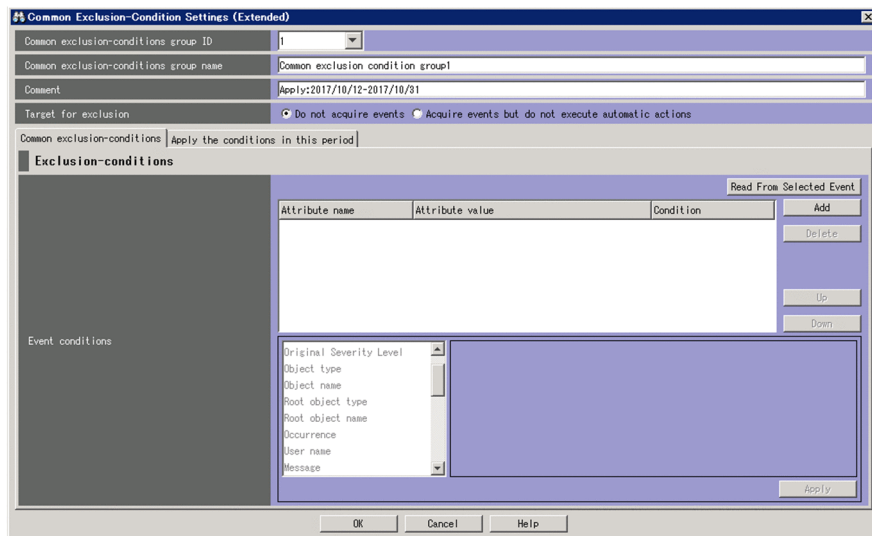 Common Exclusion-Condition Settings (Extended)
Common exclusion-conditions group ID
1
Common exclusion-conditions group name
Common exclusion condition group1
Comment
Apply:2017/10/12-2017/10/31
Target for exclusion
Do not acquire events
Acquire events but do not execute automatic actions
Common exclusion-conditions
Apply the conditions in this period
Exclusion-conditions
Read From Selected Event
Attribute name
Attribute value
Condition
Add
Delete
Up
Down
Event conditions
Original Severity Level
Object type
Object name
Root object type
Root object name
Occurrence
User name
Message
Apply
OK
Cancel
Help